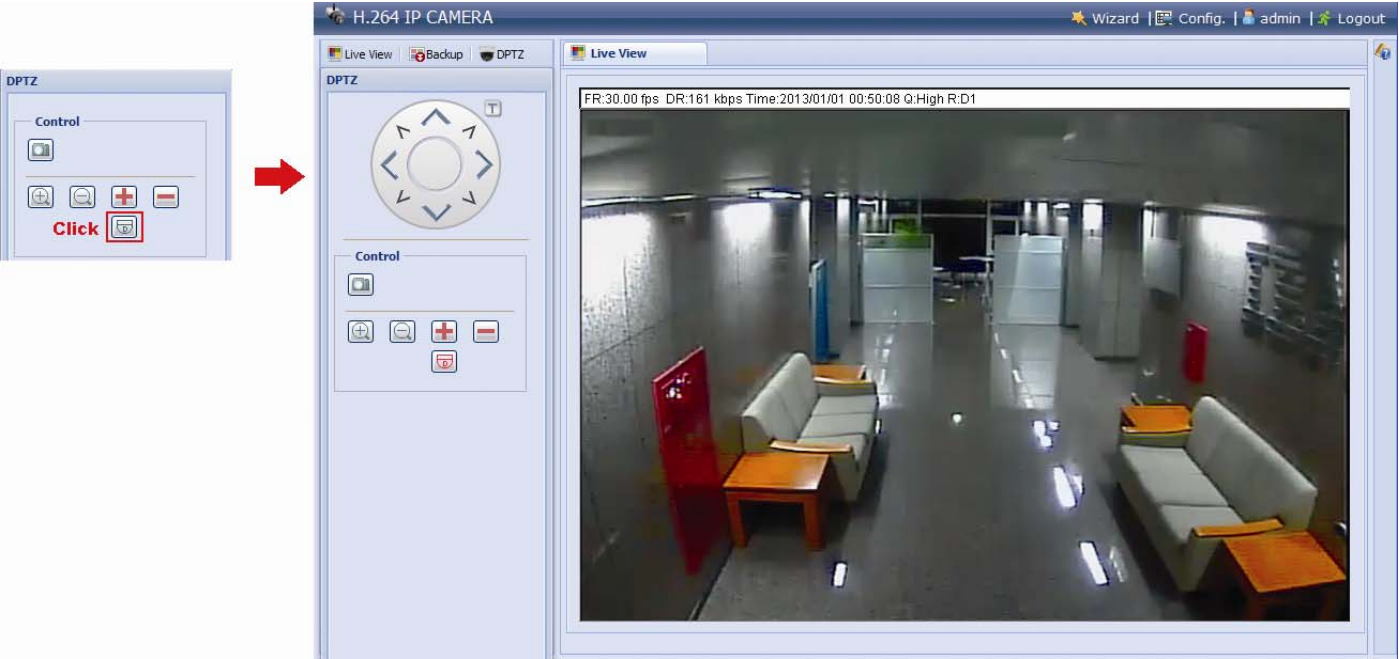 H.264 IP CAMERA
Wizard | Config. | admin | Logout
Live View Backup DPTZ
Live View
DPTZ
DPTZ
T
FR:30.00 fps DR:161 kbps Time:2013/01/01 00:50:08 Q:High R:D1
Control
Click
Control